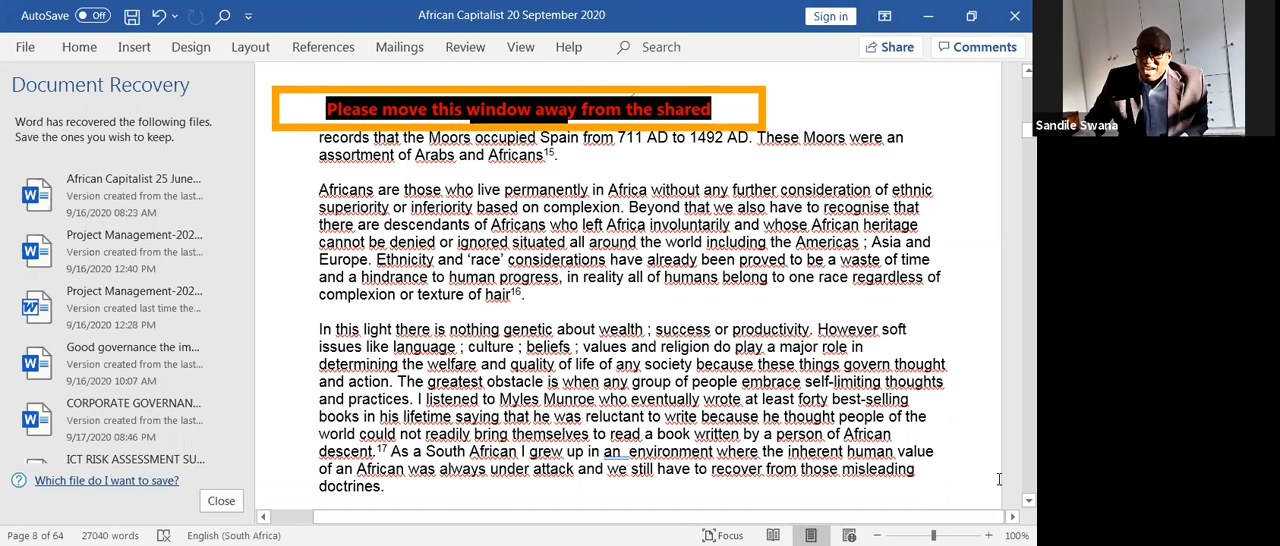 AutoSave Off
African Capitalist 20 September 2020
Sign in
File Home Insert Design Layout References Mailings Review View Help Search
Share Comments
Document Recovery
Word has recovered the following files.
Save the ones you wish to keep.
African Capitalist 25 June...
Version created from the last...
9/16/2020 08:23 AM
Project Management-202...
Version created from the last...
9/16/2020 12:40 PM
Project Management-202...
Version created last time the...
9/16/2020 12:28 PM
Good governance the im...
Version created from the last...
9/16/2020 10:07 AM
CORPORATE GOVERNAN...
Version created from the last...
9/17/2020 08:46 PM
ICT RISK ASSESSMENT SU...
Which file do I want to save?
Close
Please move this window away from the shared
records that the Moors occupied Spain from 711 AD to 1492 AD. These Moors were an
assortment of Arabs and Africans15.
Africans are those who live permanently in Africa without any further consideration of ethnic
superiority or inferiority based on complexion. Beyond that we also have to recognise that
there are descendants of Africans who left Africa involuntarily and whose African heritage
cannot be denied or ignored situated all around the world including the Americas ; Asia and
Europe. Ethnicity and ‘race’ considerations have already been proved to be a waste of time
and a hindrance to human progress, in reality all of humans belong to one race regardless of
complexion or texture of hair16.
In this light there is nothing genetic about wealth ; success or productivity. However soft
issues like language ; culture ; beliefs ; values and religion do play a major role in
determining the welfare and quality of life of any society because these things govern thought
and action. The greatest obstacle is when any group of people embrace self-limiting thoughts
and practices. I listened to Myles Munroe who eventually wrote at least forty best-selling
books in his lifetime saying that he was reluctant to write because he thought people of the
world could not readily bring themselves to read a book written by a person of African
descent.17 As a South African I grew up in an environment where the inherent human value
of an African was always under attack and we still have to recover from those misleading
doctrines.
Page 8 of 64 27040 words English (South Africa) Focus 100%
Sandile Swana